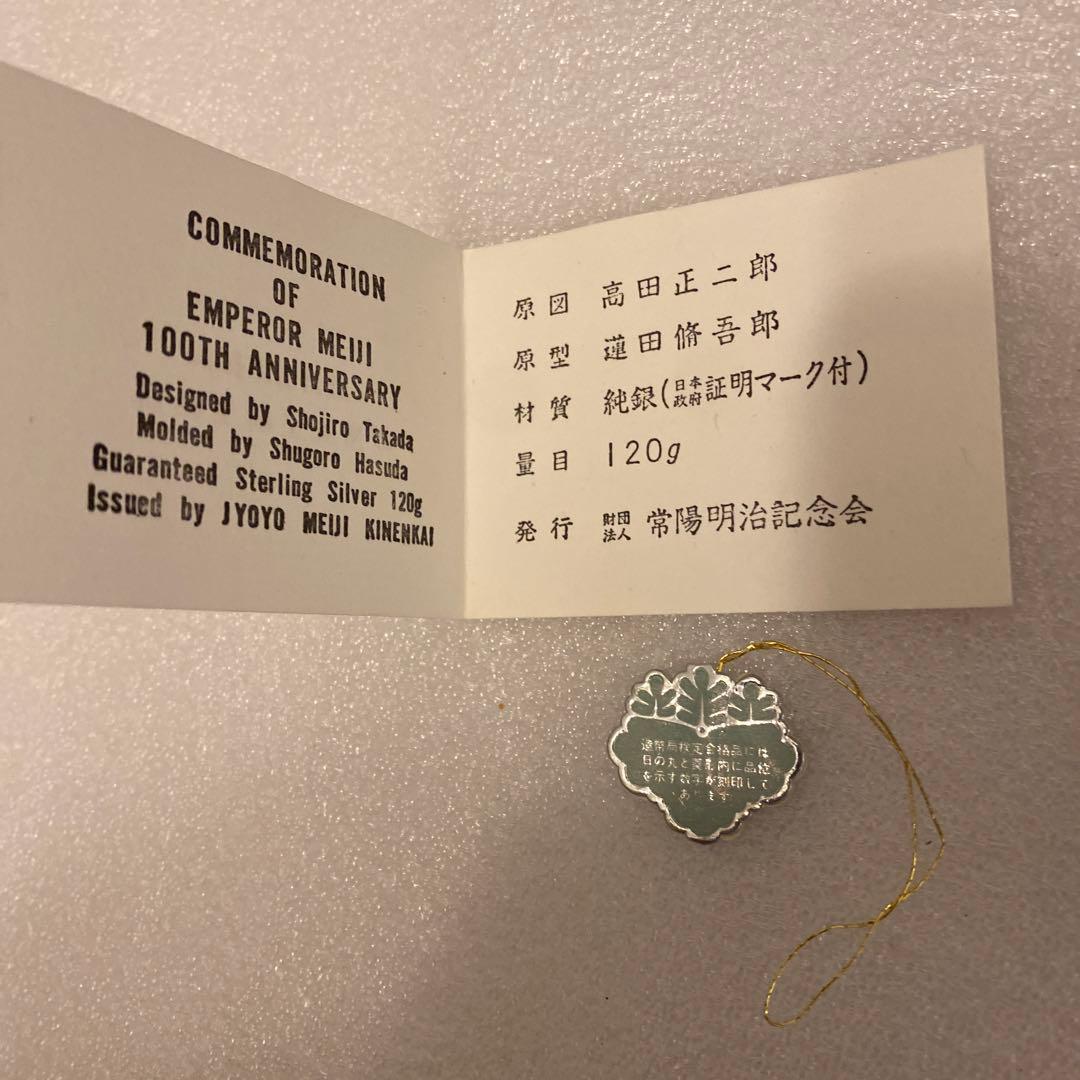 COMMEMORATION
OF
EMPEROR MEIJI
100TH ANNIVERSARY
Designed by Shojiro Takada
Molded by Shugoro Hasuda
Guaranteed Sterling Silver 120g
Issued by JYOYO MEIJI KINENKAI
原図 高田正二郎
原型 蓮田脩吾郎
材質 純銀(日本政府証明マーク付)
量目 120g
発行 財団法人 常陽明治記念会
造幣局検定合格品には
日の丸と菱形内に品位
を示す数字が刻印して
あります